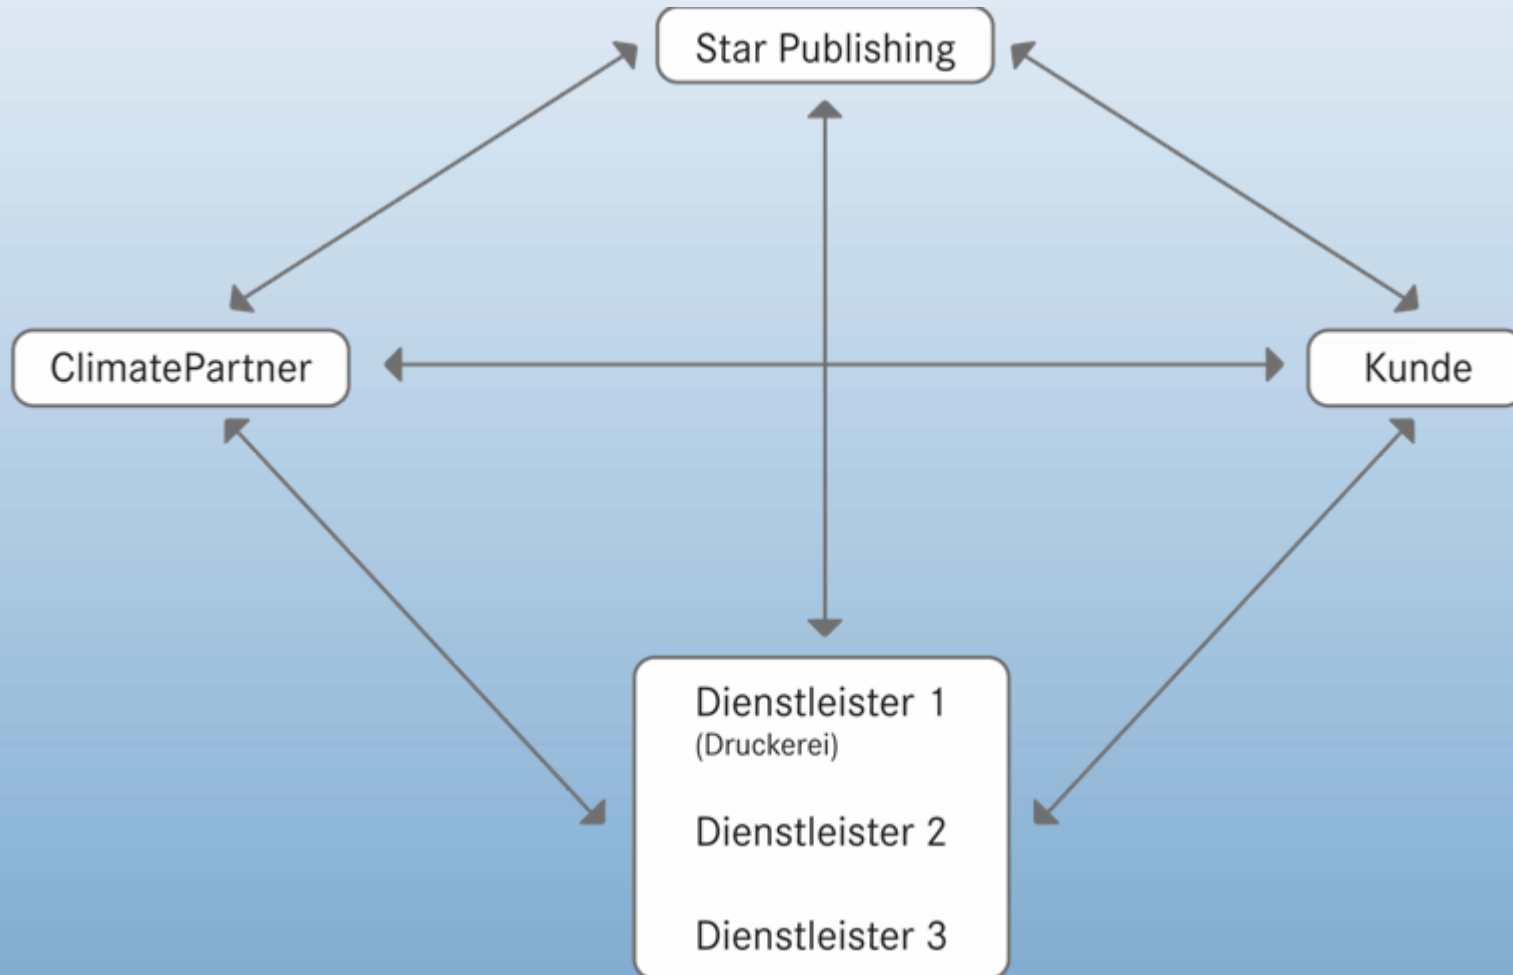 Star Publishing
ClimatePartner
Kunde
Dienstleister 1
(Druckerei)
Dienstleister 2
Dienstleister 3